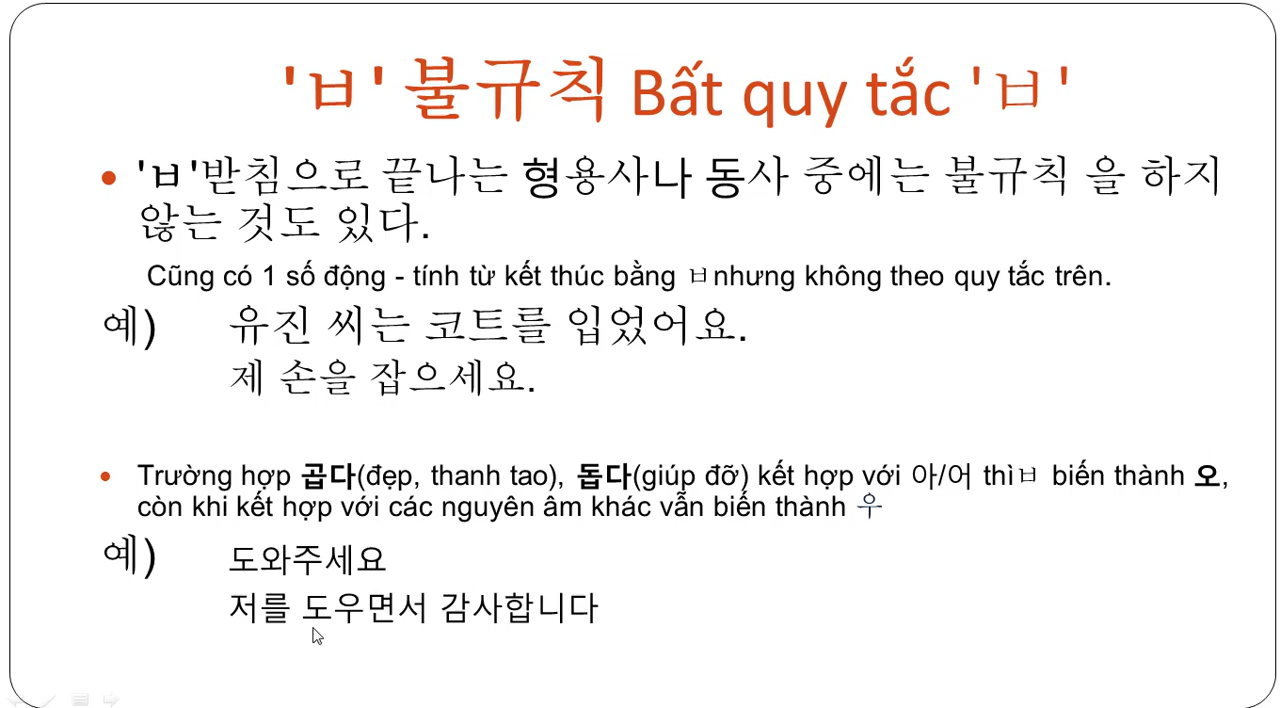 'ㅂ' 불규칙 Bất quy tắc 'ㅂ'
• 'ㅂ'받침으로 끝나는 형용사나 동사 중에는 불규칙 을 하지
않는 것도 있다.
Cũng có 1 số động - tính từ kết thúc bằng ㅂnhưng không theo quy tắc trên.
예) 유진 씨는 코트를 입었어요.
제 손을 잡으세요.
• Trường hợp 곱다(đẹp, thanh tao), 돕다(giúp đỡ) kết hợp với 아/어 thìㅂ biến thành 오,
còn khi kết hợp với các nguyên âm khác vẫn biến thành 우
예) 도와주세요
저를 도우면서 감사합니다